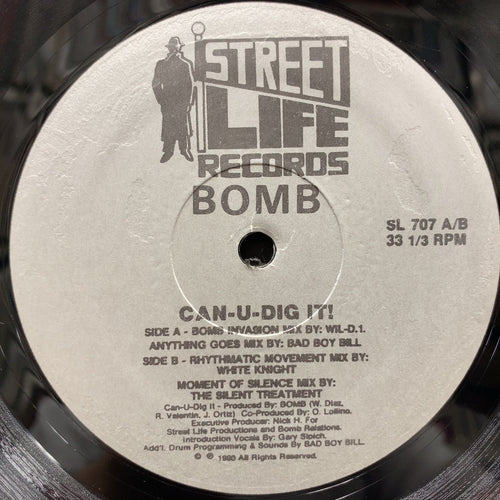 STREET
LIFE
RECORDS
BOMB
SL 707 A/B
33 1/3 RPM
CAN-U-DIG IT!
SIDE A - BOMB INVASION MIX BY: WIL-D.1.
ANYTHING GOES MIX BY: BAD BOY BILL
SIDE B - RHYTHMATIC MOVEMENT MIX BY:
WHITE KNIGHT
MOMENT OF SILENCE MIX BY:
THE SILENT TREATMENT
Can-U-Dig It - Produced By: BOMB (W. Diaz,
R. Valentin, J. Ortiz) Co-Produced By: O. Lollino.
Executive Producer: Nick H. For
Street Life Productions and Bomb Relations.
Introduction Vocals By: Gary
Add'l. Drum Programming & Sounds By BAD BOY BILL.
© ℗ 1990 All Rights Reserved.